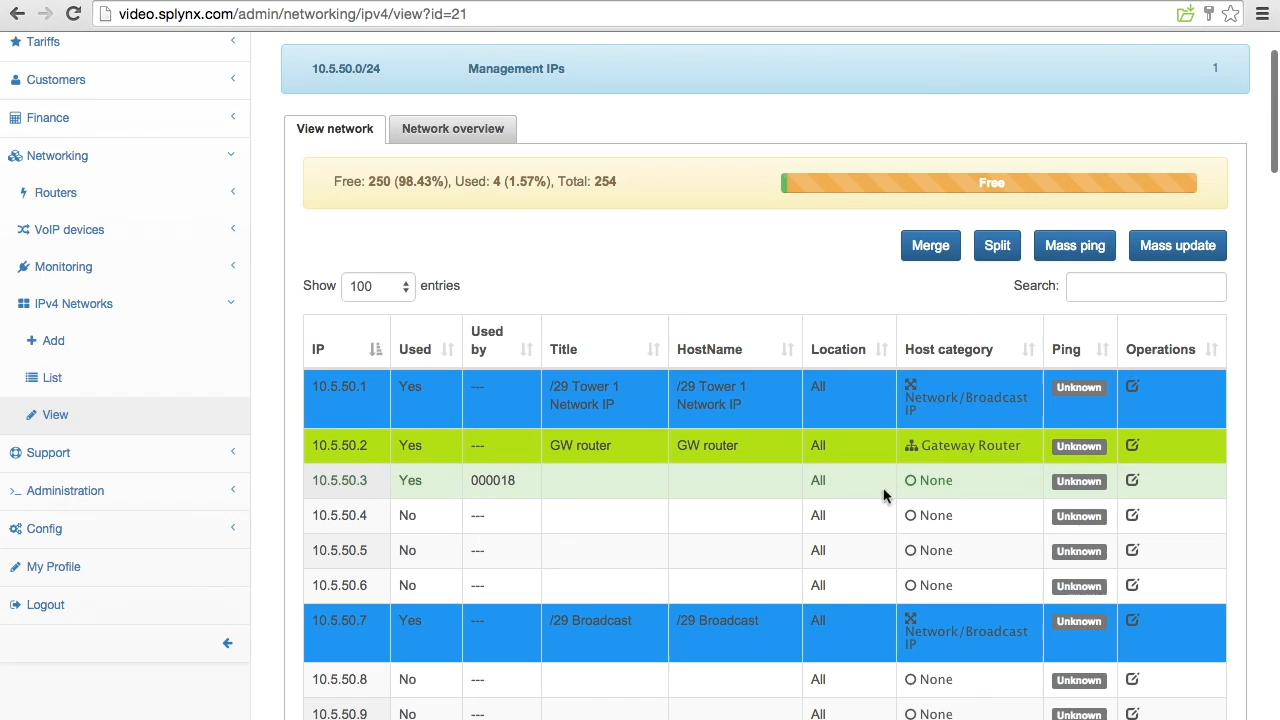 video.splynx.com/admin/networking/ipv4/view?id=21
Tariffs
Customers
Finance
Networking
Routers
VoIP devices
Monitoring
IPv4 Networks
Add
List
View
Support
Administration
Config
My Profile
Logout
10.5.50.0/24 Management IPs 1
View network Network overview
Free: 250 (98.43%), Used: 4 (1.57%), Total: 254 Free
Merge Split Mass ping Mass update
Show 100 entries Search:
IP Used Used by Title HostName Location Host category Ping Operations
10.5.50.1 Yes --- /29 Tower 1 Network IP /29 Tower 1 Network IP All Network/Broadcast IP Unknown
10.5.50.2 Yes --- GW router GW router All Gateway Router Unknown
10.5.50.3 Yes 000018 All None Unknown
10.5.50.4 No --- All None Unknown
10.5.50.5 No --- All None Unknown
10.5.50.6 No --- All None Unknown
10.5.50.7 Yes --- /29 Broadcast /29 Broadcast All Network/Broadcast IP Unknown
10.5.50.8 No --- All None Unknown
10.5.50.9 No --- All None Unknown